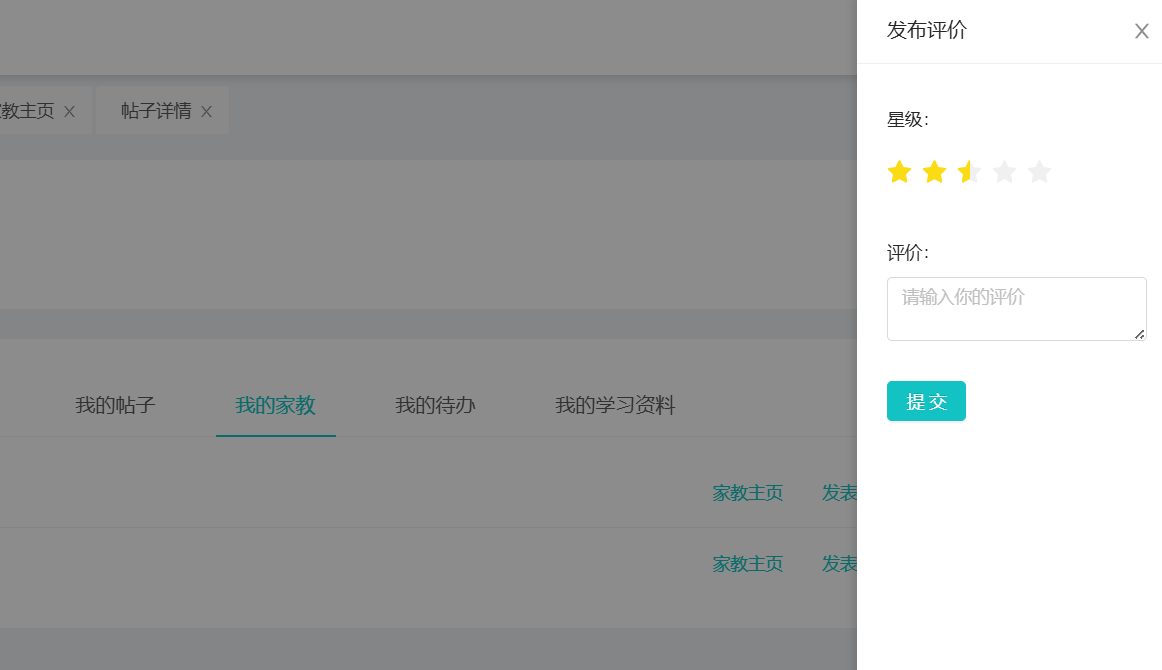 发布评价
教主页
帖子详情
星级：
评价：
请输入你的评价
提交
我的帖子 我的家教 我的待办 我的学习资料
家教主页 发表
家教主页 发表